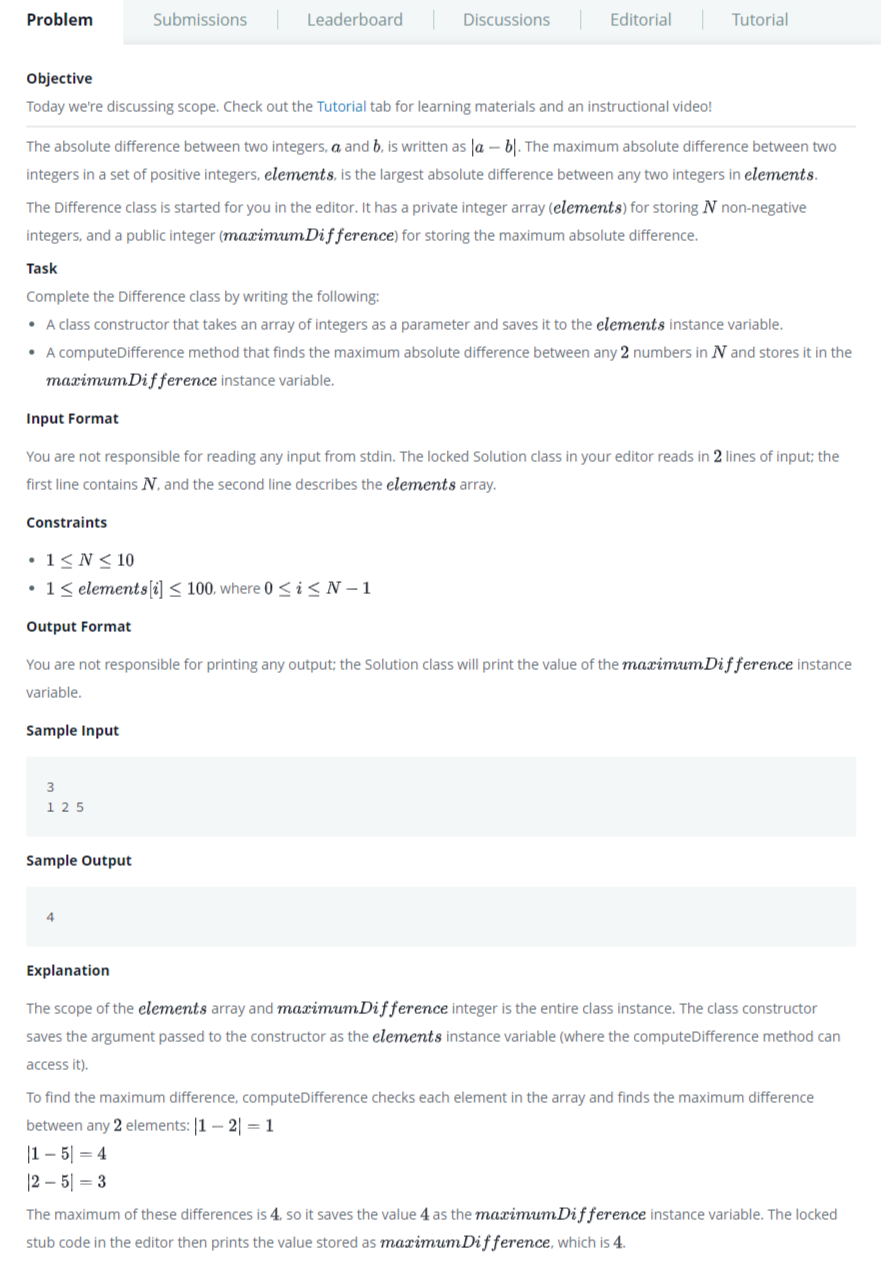 Problem
Submissions
Leaderboard
Discussions
Editorial
Tutorial
Objective
Today we're discussing scope. Check out the Tutorial tab for learning materials and an instructional video!
The absolute difference between two integers, a and b, is written as |a − b|. The maximum absolute difference between two
integers in a set of positive integers, elements, is the largest absolute difference between any two integers in elements.
The Difference class is started for you in the editor. It has a private integer array (elements) for storing N non-negative
integers, and a public integer (maximumDifference) for storing the maximum absolute difference.
Task
Complete the Difference class by writing the following:
• A class constructor that takes an array of integers as a parameter and saves it to the elements instance variable.
• A computeDifference method that finds the maximum absolute difference between any 2 numbers in N and stores it in the
maximumDifference instance variable.
Input Format
You are not responsible for reading any input from stdin. The locked Solution class in your editor reads in 2 lines of input; the
first line contains N, and the second line describes the elements array.
Constraints
• 1 ≤ N ≤ 10
• 1 ≤ elements[i] ≤ 100, where 0 ≤ i ≤ N − 1
Output Format
You are not responsible for printing any output; the Solution class will print the value of the maximumDifference instance
variable.
Sample Input
3
1 2 5
Sample Output
4
Explanation
The scope of the elements array and maximumDifference integer is the entire class instance. The class constructor
saves the argument passed to the constructor as the elements instance variable (where the computeDifference method can
access it).
To find the maximum difference, computeDifference checks each element in the array and finds the maximum difference
between any 2 elements: |1 − 2| = 1
|1 − 5| = 4
|2 − 5| = 3
The maximum of these differences is 4, so it saves the value 4 as the maximumDifference instance variable. The locked
stub code in the editor then prints the value stored as maximumDifference, which is 4.